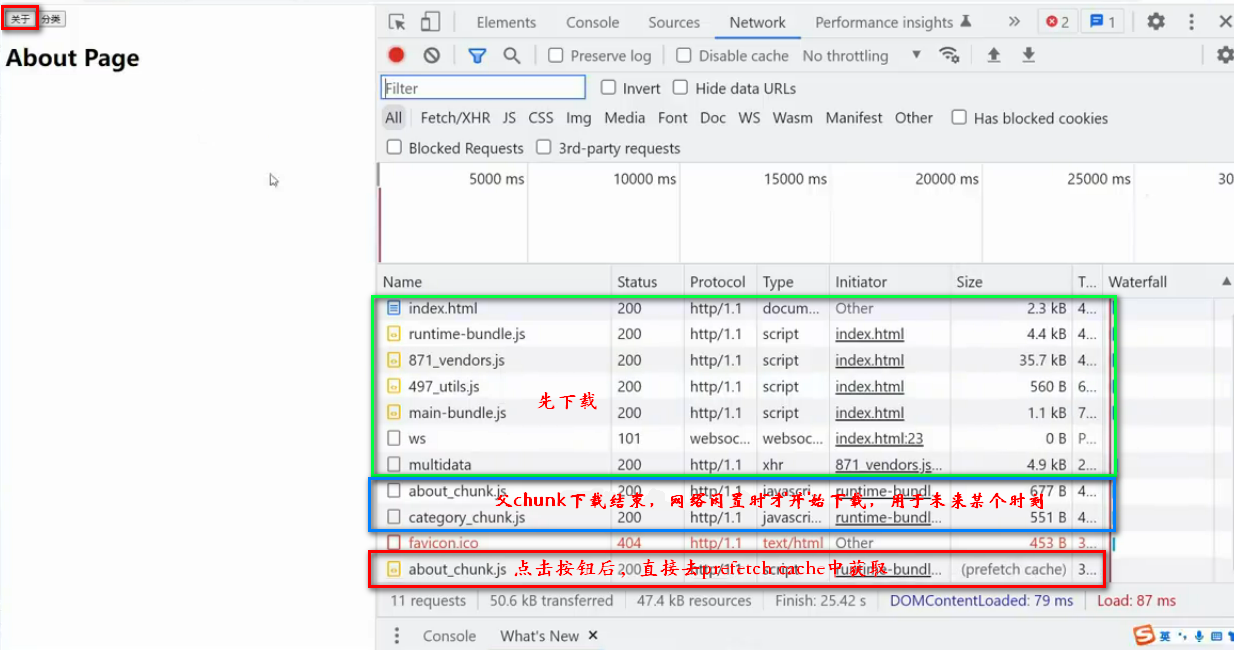 关于 分类
About Page
Elements Console Sources Network Performance insights » 2 1
Preserve log Disable cache No throttling
Filter Invert Hide data URLs
All Fetch/XHR JS CSS Img Media Font Doc WS Wasm Manifest Other Has blocked cookies
Blocked Requests 3rd-party requests
5000 ms 10000 ms 15000 ms 20000 ms 25000 ms 30
Name Status Protocol Type Initiator Size T... Waterfall
index.html 200 http/1.1 docum... Other 2.3 kB 4...
runtime-bundle.js 200 http/1.1 script index.html 4.4 kB 4...
871_vendors.js 200 http/1.1 script index.html 35.7 kB 4...
497_utils.js 200 http/1.1 script index.html 560 B 6...
先下载
main-bundle.js 200 http/1.1 script index.html 1.1 kB 7...
ws 101 websoc... websoc... index.html:23 0 B P...
multidata 200 http/1.1 xhr 871_vendors.js... 4.9 kB 2...
about_chunk.js 200 http/1.1 javascri... runtime-bundl... 677 B 4...
父chunk下载结束，网络闲置时才开始下载，用于未来某个时刻
category_chunk.js 200 http/1.1 javascri... runtime-bundl... 551 B 4...
favicon.ico 404 http/1.1 text/html Other 453 B 3...
about_chunk.js 200 http/1.1 script runtime-bundl... (prefetch cache) 3...
点击按钮后，直接去prefetch cache中获取
11 requests 50.6 kB transferred 47.4 kB resources Finish: 25.42 s DOMContentLoaded: 79 ms Load: 87 ms
Console What's New
S 英